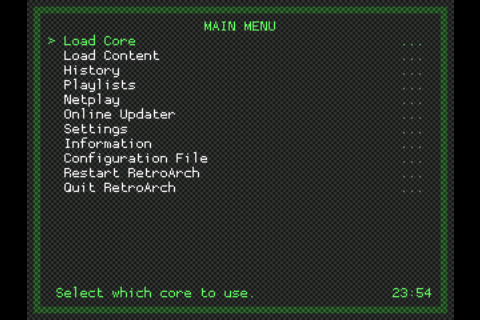 MAIN MENU
> Load Core ...
Load Content ...
History ...
Playlists ...
Netplay ...
Online Updater ...
Settings ...
Information ...
Configuration File ...
Restart RetroArch ...
Quit RetroArch ...
Select which core to use. 23:54